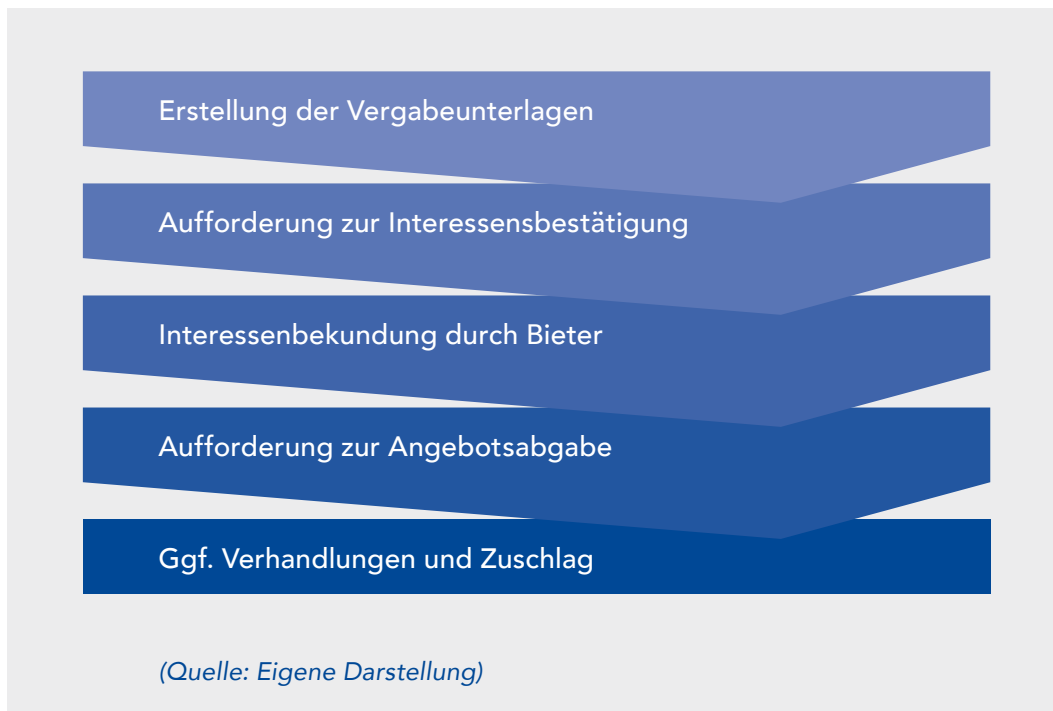 Erstellung der Vergabeunterlagen
Aufforderung zur Interessensbestätigung
Interessenbekundung durch Bieter
Aufforderung zur Angebotsabgabe
Ggf. Verhandlungen und Zuschlag
(Quelle: Eigene Darstellung)